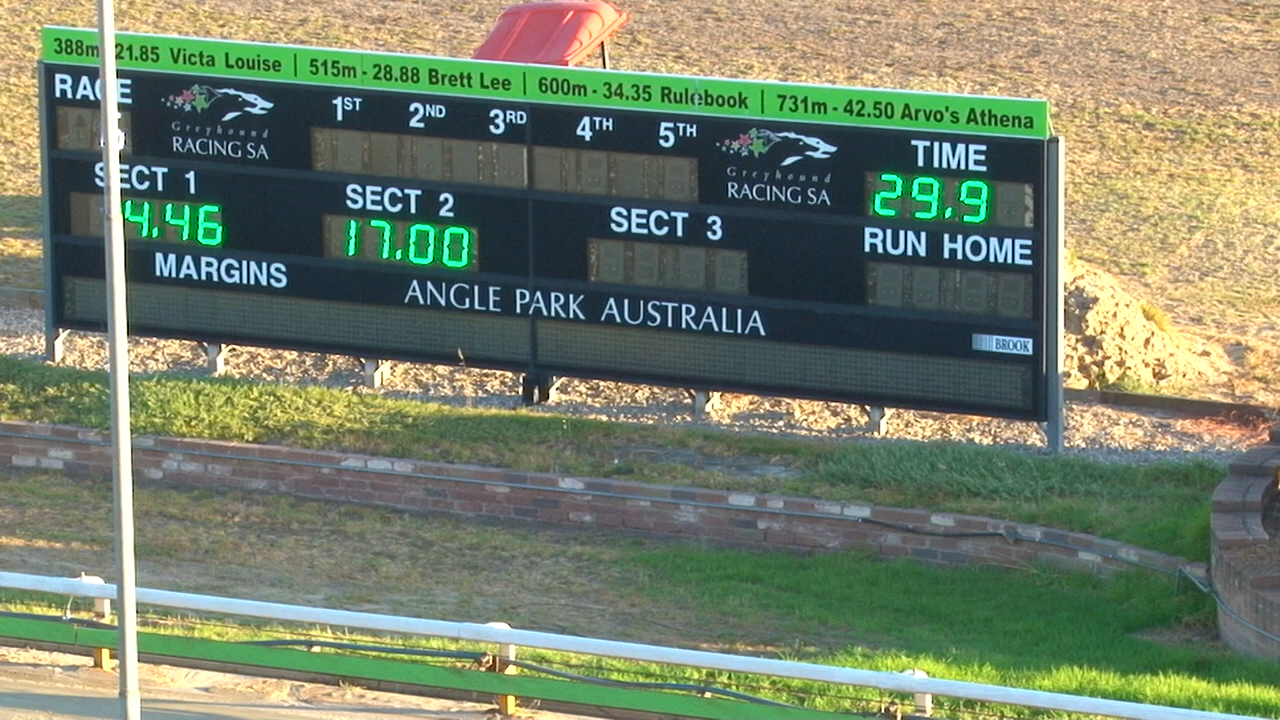 388m 21.85 Victa Louise | 515m - 28.88 Brett Lee | 600m - 34.35 Rulebook | 731m - 42.50 Arvo's Athena
RACE
Greyhound
RACING SA
1ST 2ND 3RD 4TH 5TH
Greyhound
RACING SA
TIME
29.9
SECT 1
4.46
SECT 2
17.00
SECT 3
RUN HOME
MARGINS
ANGLE PARK AUSTRALIA
BROOK